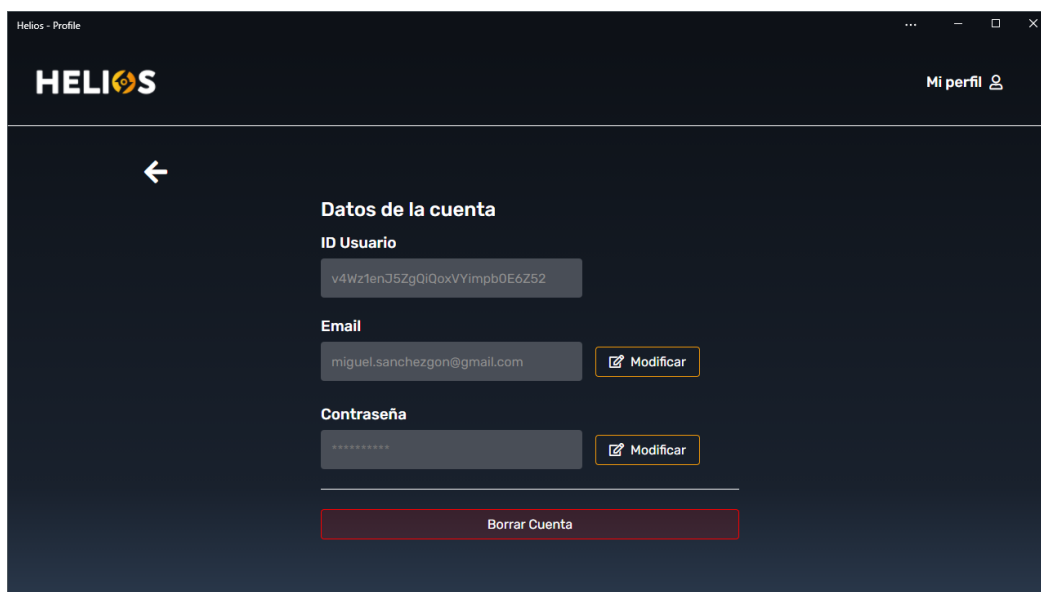 Helios - Profile
HELIOS
Mi perfil
Datos de la cuenta
ID Usuario
v4Wz1enJ5ZgQiQoxVYimpb0E6Z52
Email
miguel.sanchezgon@gmail.com
Modificar
Contraseña
**********
Modificar
Borrar Cuenta